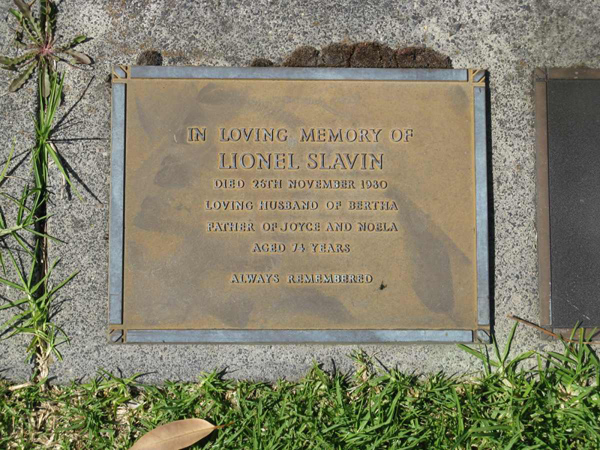 IN LOVING MEMORY OF
LIONEL SLAVIN
DIED 25TH NOVEMBER 1980
LOVING HUSBAND OF BERTHA
FATHER OF JOYCE AND NOELA
AGED 74 YEARS
ALWAYS REMEMBERED